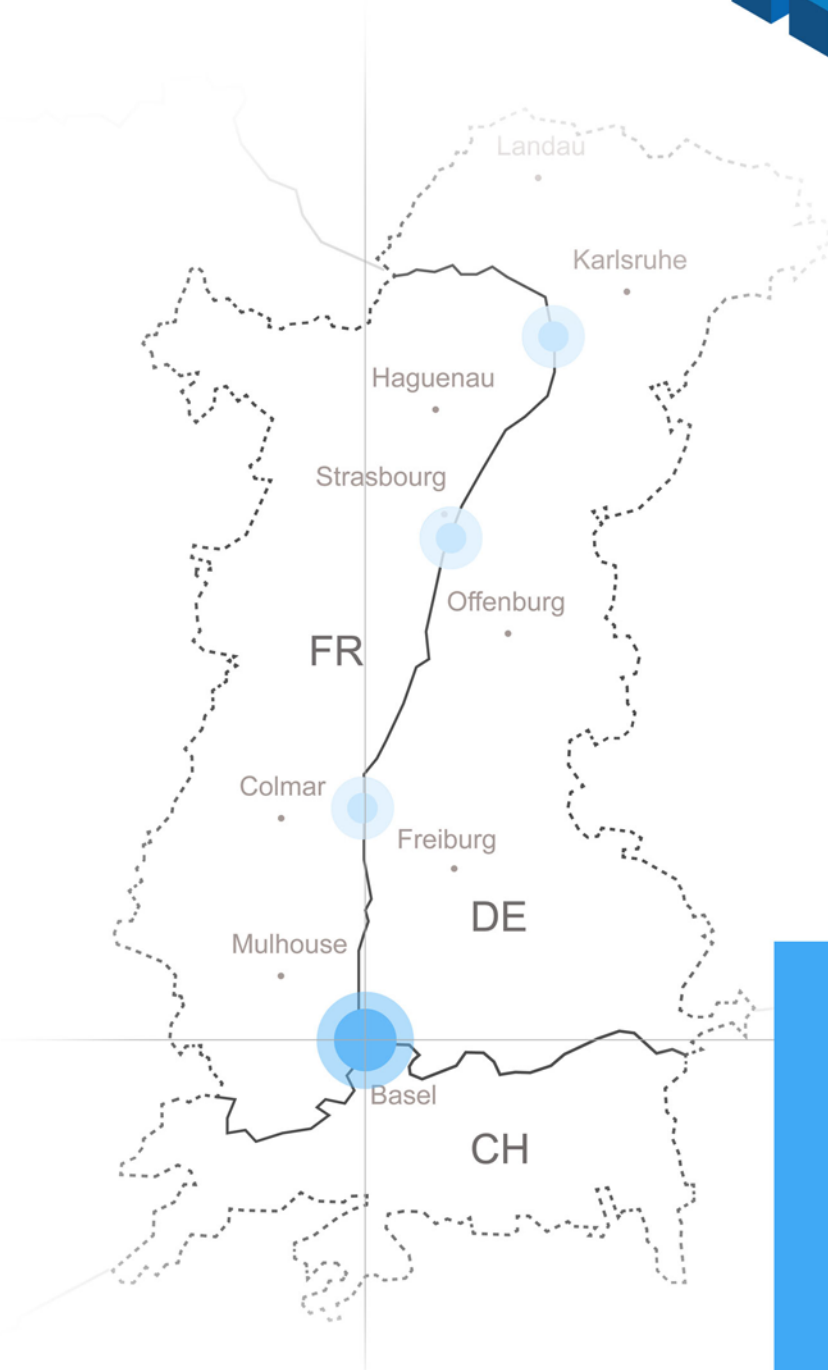 Landau
Karlsruhe
Haguenau
Strasbourg
Offenburg
FR
Colmar
Freiburg
DE
Mulhouse
Basel
CH